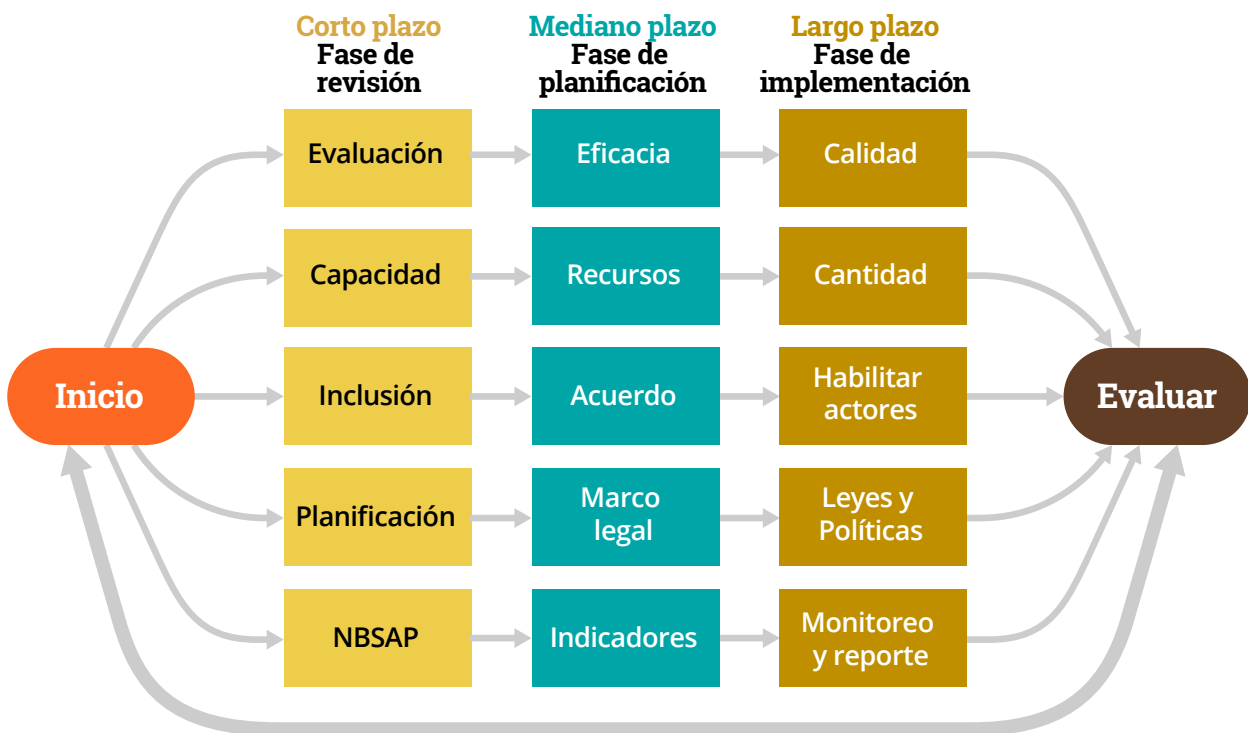 Corto plazo
Fase de
revisión
Mediano plazo
Fase de
planificación
Largo plazo
Fase de
implementación
Evaluación
Eficacia
Calidad
Capacidad
Recursos
Cantidad
Inicio
Inclusión
Acuerdo
Habilitar
actores
Evaluar
Planificación
Marco
legal
Leyes y
Políticas
NBSAP
Indicadores
Monitoreo
y reporte